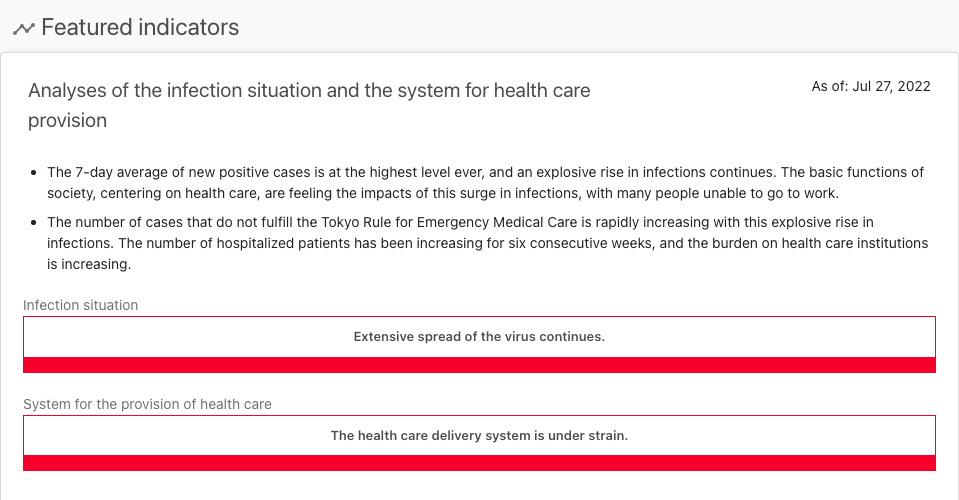 Featured indicators
Analyses of the infection situation and the system for health care
provision
As of: Jul 27, 2022
The 7-day average of new positive cases is at the highest level ever, and an explosive rise in infections continues. The basic functions of
society, centering on health care, are feeling the impacts of this surge in infections, with many people unable to go to work.
The number of cases that do not fulfill the Tokyo Rule for Emergency Medical Care is rapidly increasing with this explosive rise in
infections. The number of hospitalized patients has been increasing for six consecutive weeks, and the burden on health care institutions
is increasing.
Infection situation
Extensive spread of the virus continues.
System for the provision of health care
The health care delivery system is under strain.